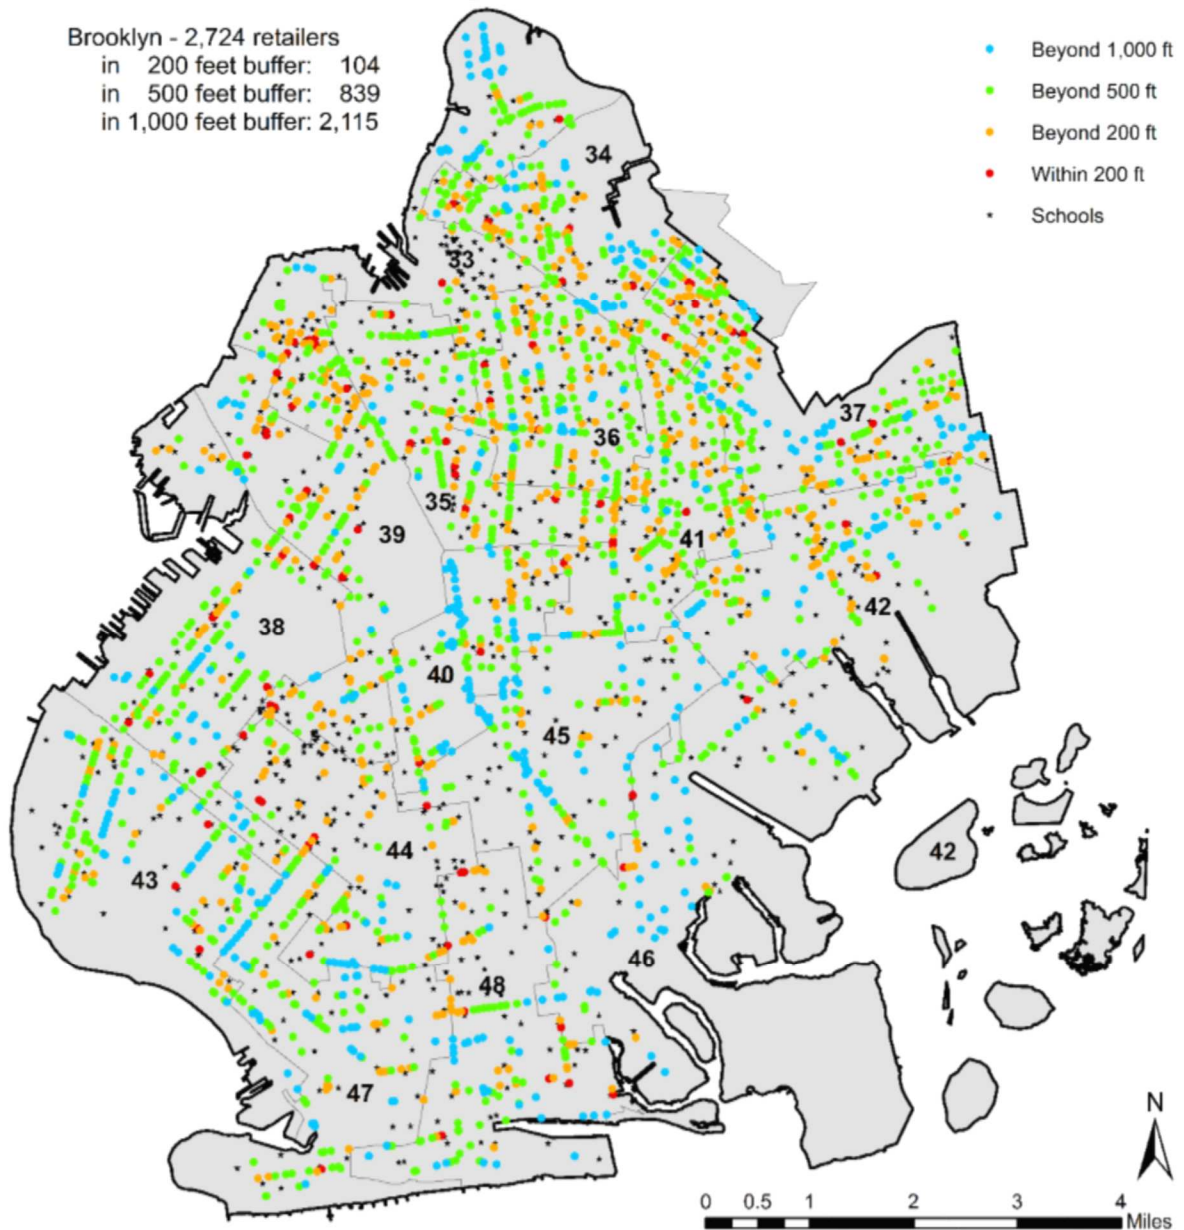 Brooklyn - 2,724 retailers
in 200 feet buffer: 104
in 500 feet buffer: 839
in 1,000 feet buffer: 2,115
Beyond 1,000 ft
Beyond 500 ft
Beyond 200 ft
Within 200 ft
Schools
34
33
37
36
35
39
41
42
38
40
45
44
42
43
46
48
47
N
0 0.5 1 2 3 4
Miles